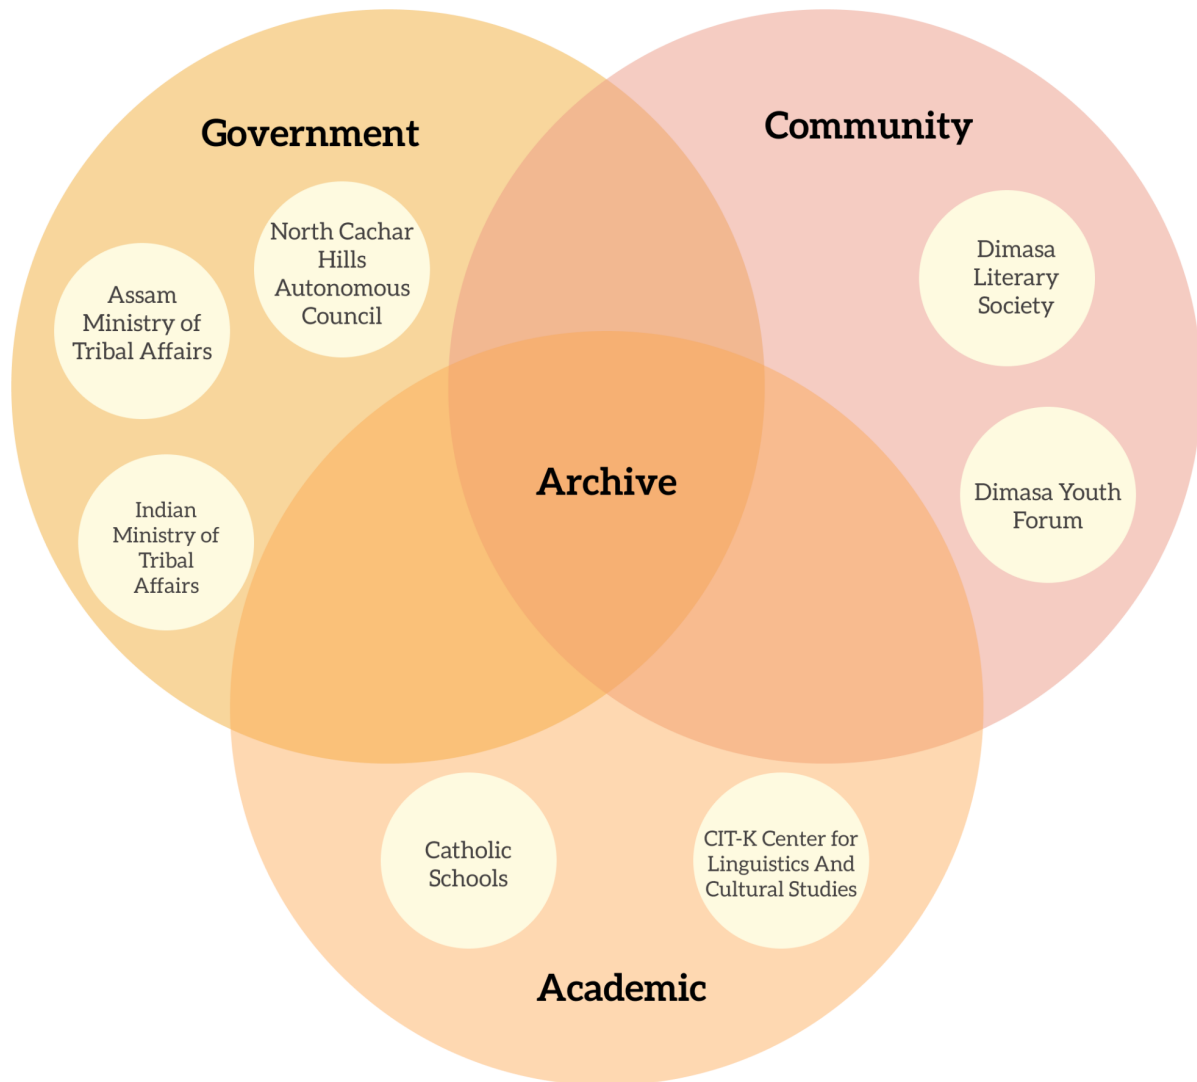 Government
Community
North Cachar
Hills
Autonomous
Council
Assam
Ministry of
Tribal Affairs
Dimasa
Literary
Society
Indian
Ministry of
Tribal
Affairs
Archive
Dimasa Youth
Forum
Catholic
Schools
CIT-K Center for
Linguistics And
Cultural Studies
Academic